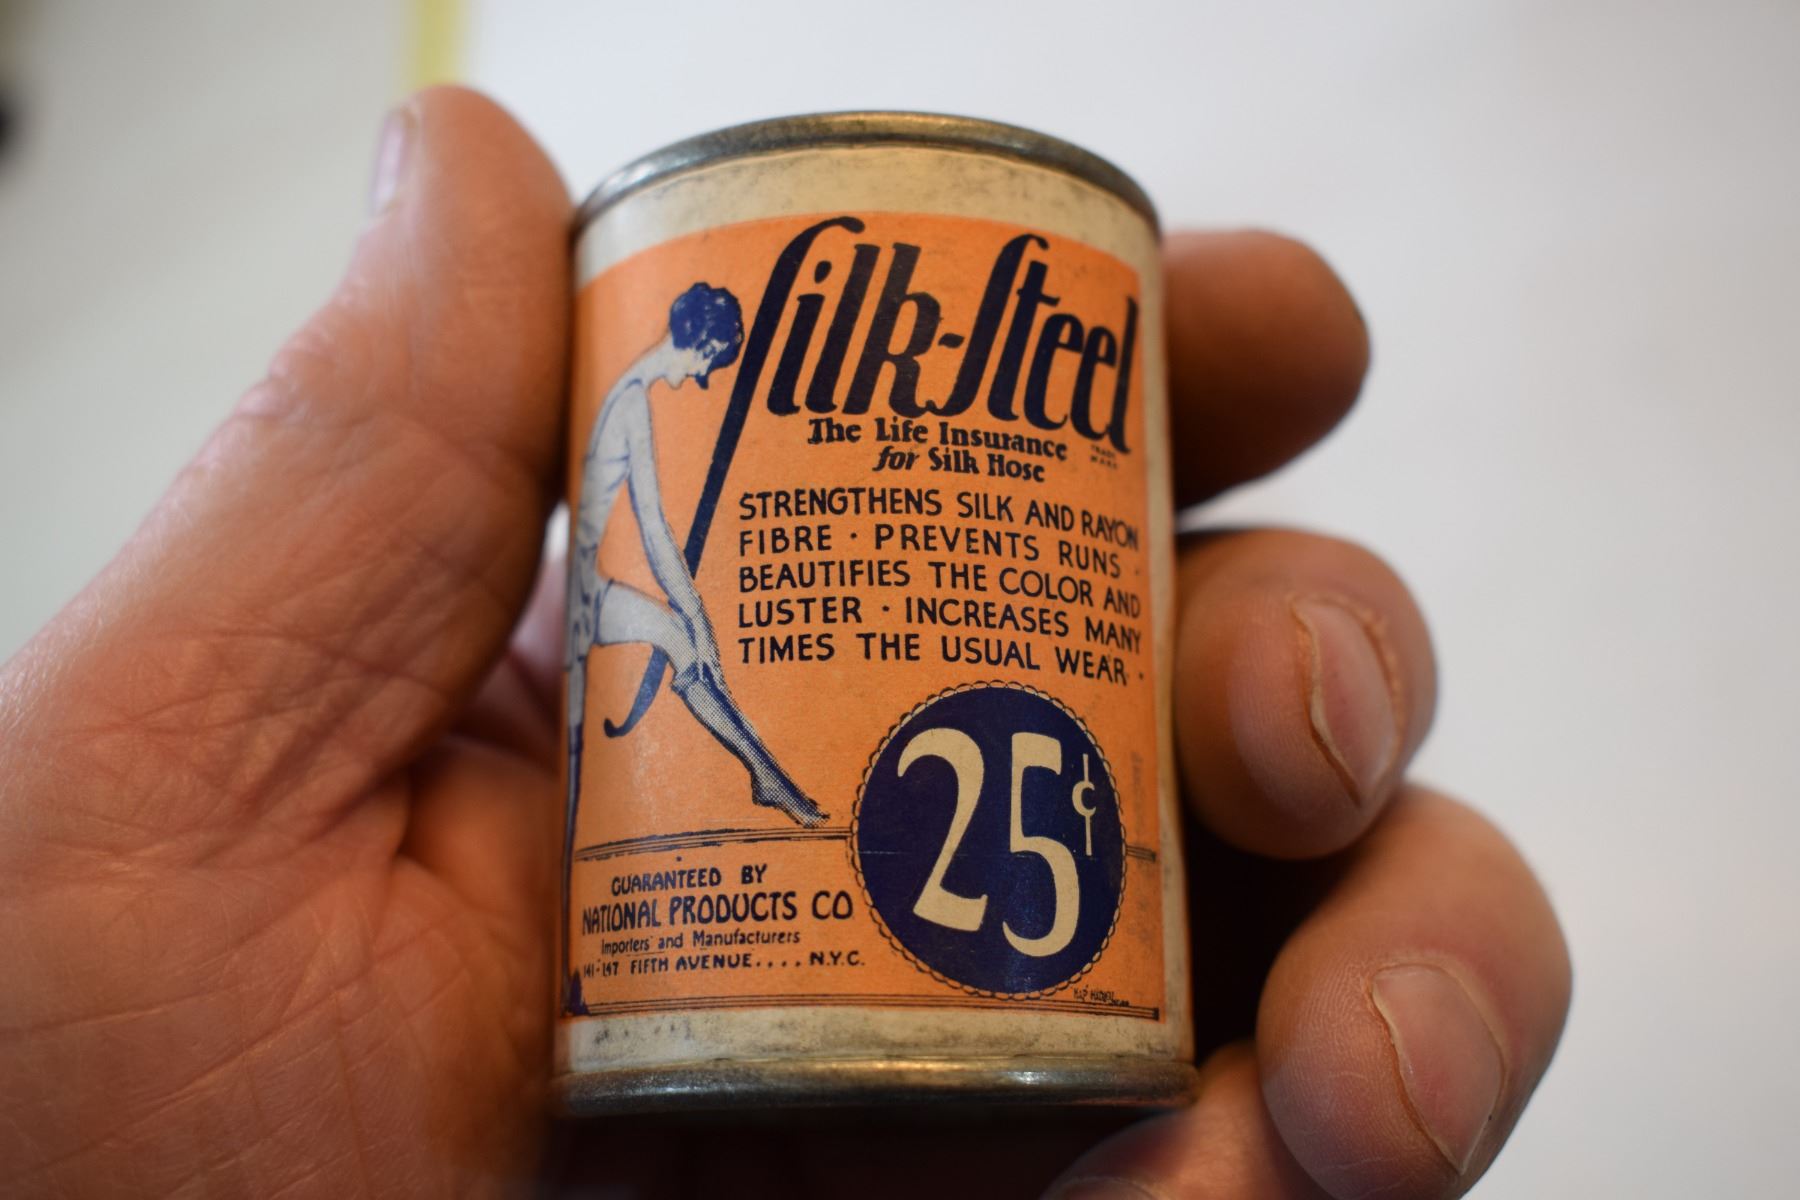 Silk-Steel
TRADE
MARK
The Life Insurance
for Silk Hose
STRENGTHENS SILK AND RAYON
FIBRE · PREVENTS RUNS ·
BEAUTIFIES THE COLOR AND
LUSTER · INCREASES MANY
TIMES THE USUAL WEAR ·
25¢
GUARANTEED BY
NATIONAL PRODUCTS CO
Importers and Manufacturers
141-147 FIFTH AVENUE.... N.Y.C.